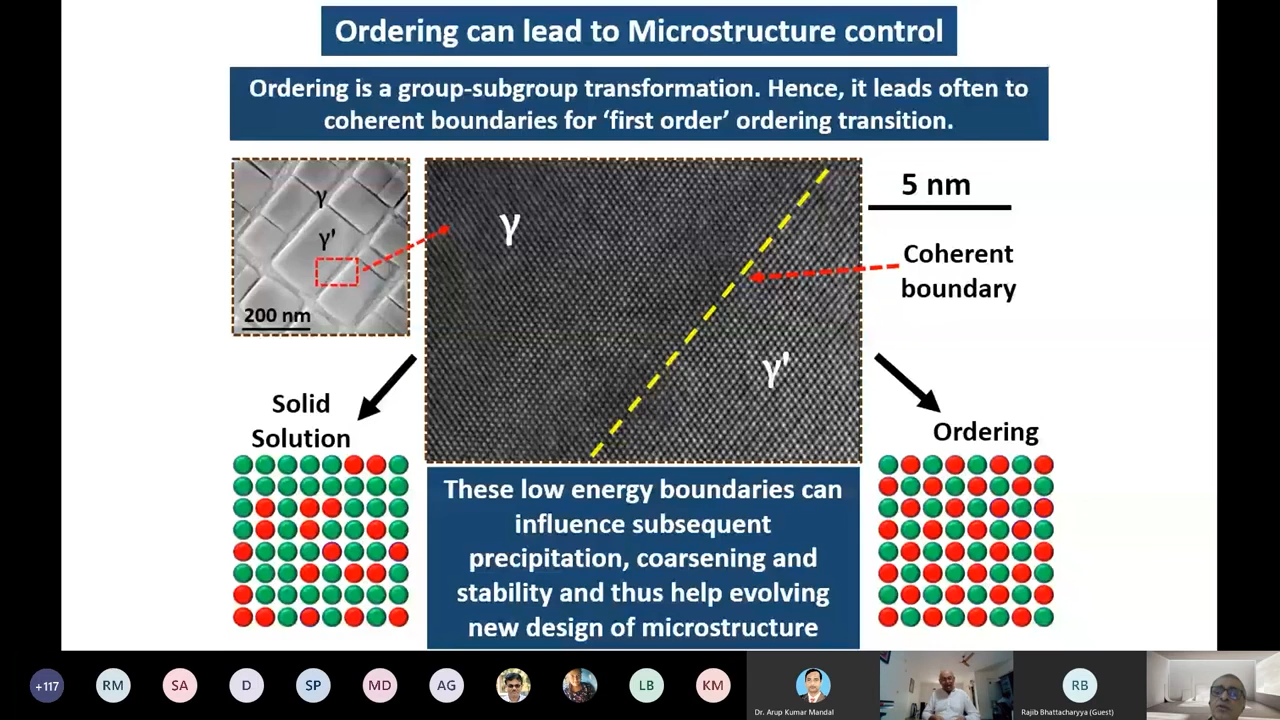 Ordering can lead to Microstructure control
Ordering is a group-subgroup transformation. Hence, it leads often to
coherent boundaries for ‘first order’ ordering transition.
γ
γ'
200 nm
γ
γ'
5 nm
Coherent
boundary
Solid
Solution
Ordering
These low energy boundaries can
influence subsequent
precipitation, coarsening and
stability and thus help evolving
new design of microstructure
+117
RM
SA
D
SP
MD
AG
LB
KM
Dr. Arup Kumar Mandal
RB
Rajib Bhattacharyya (Guest)